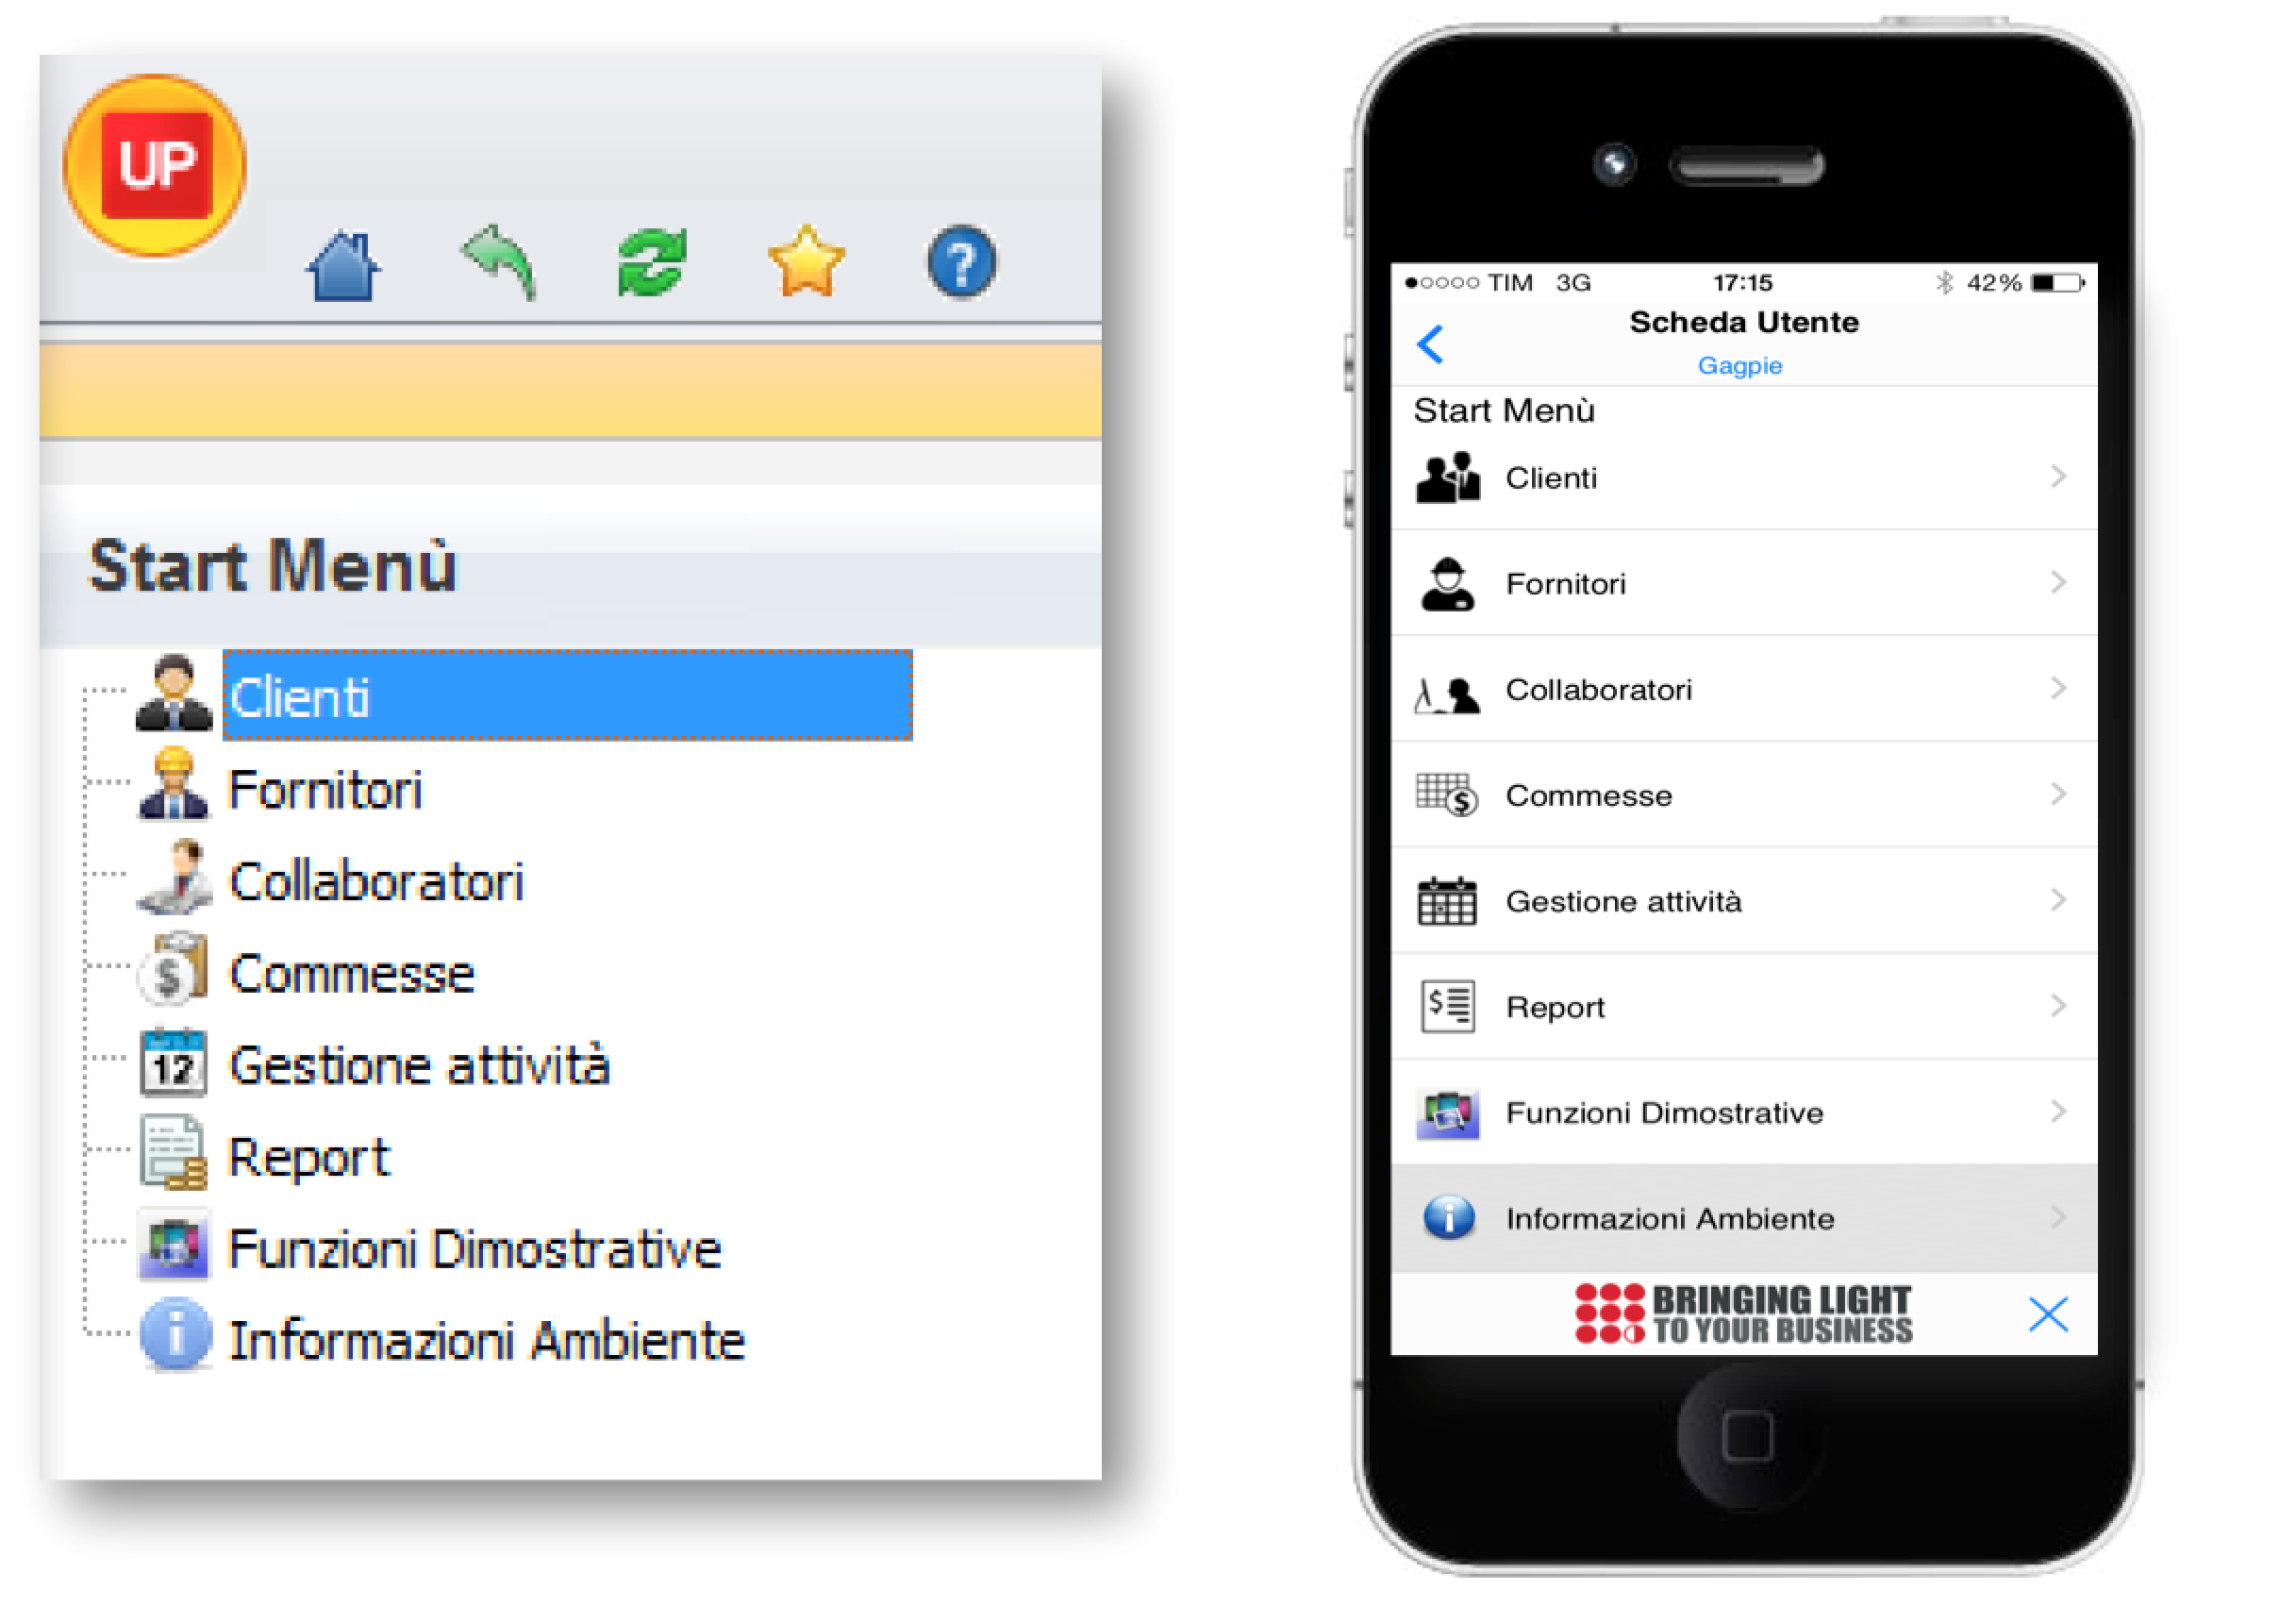 UP
Start Menù
Clienti
Fornitori
Collaboratori
Commesse
12
Gestione attività
Report
Funzioni Dimostrative
Informazioni Ambiente
TIM 3G 17:15 42%
Scheda Utente
Gagpie
Start Menù
Clienti
Fornitori
Collaboratori
Commesse
Gestione attività
Report
Funzioni Dimostrative
Informazioni Ambiente
BRINGING LIGHT
TO YOUR BUSINESS